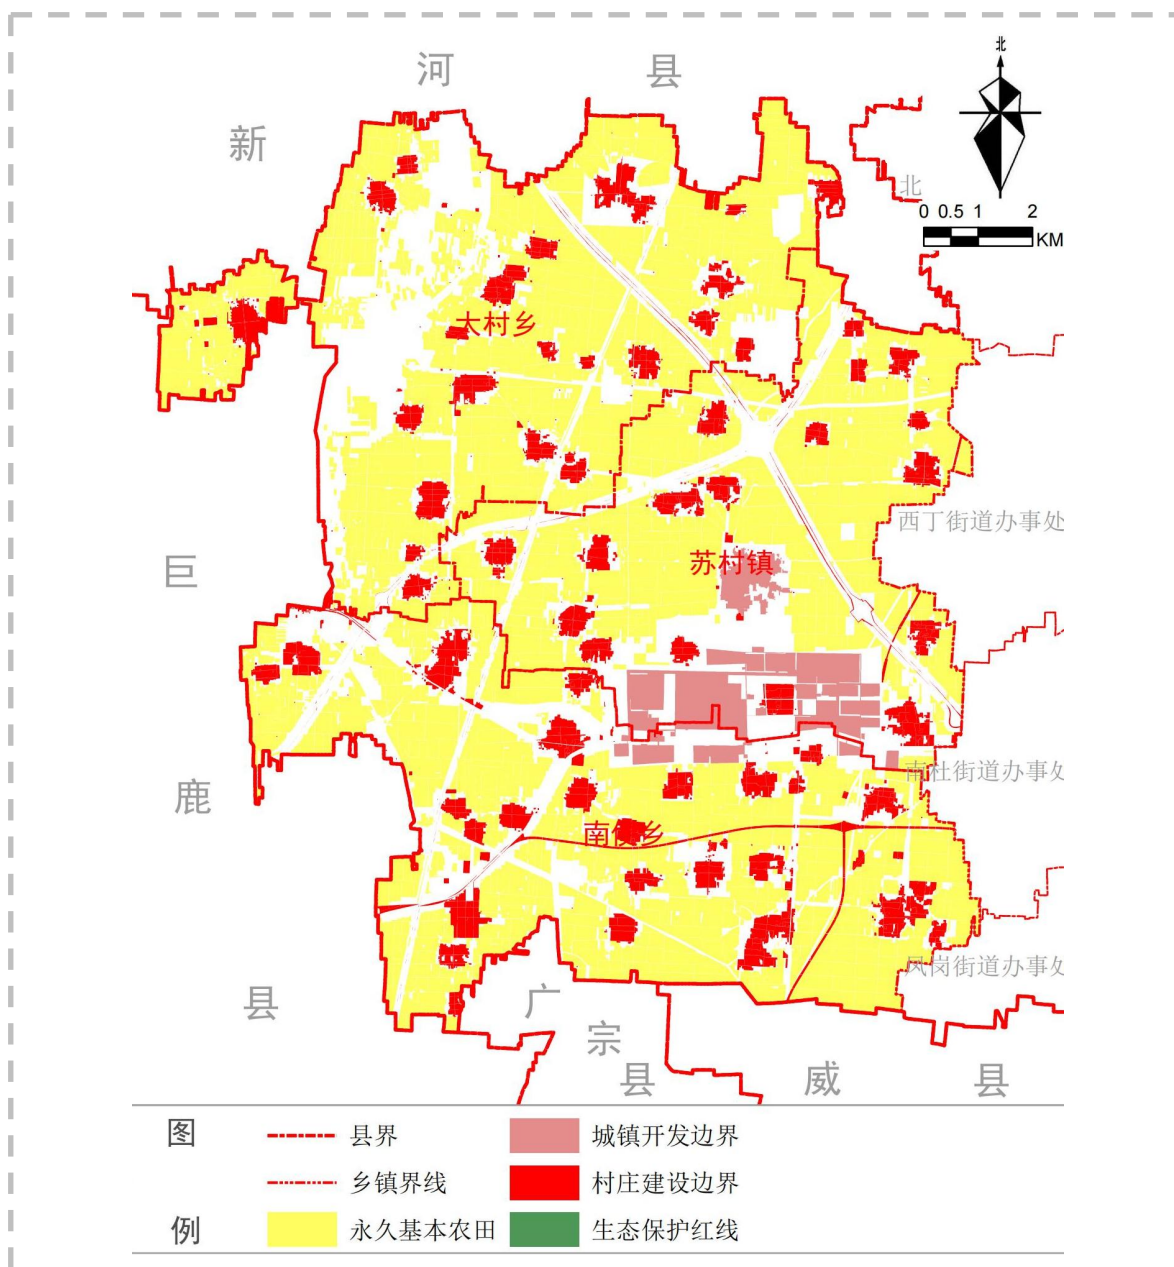 北
河
县
新
北
0 0.5 1 2
KM
大村乡
西丁街道办事处
巨
苏村镇
鹿
南杜街道办事处
南便乡
凤岗街道办事处
县
广
宗
县
威
县
图
例
县界
城镇开发边界
乡镇界线
村庄建设边界
永久基本农田
生态保护红线